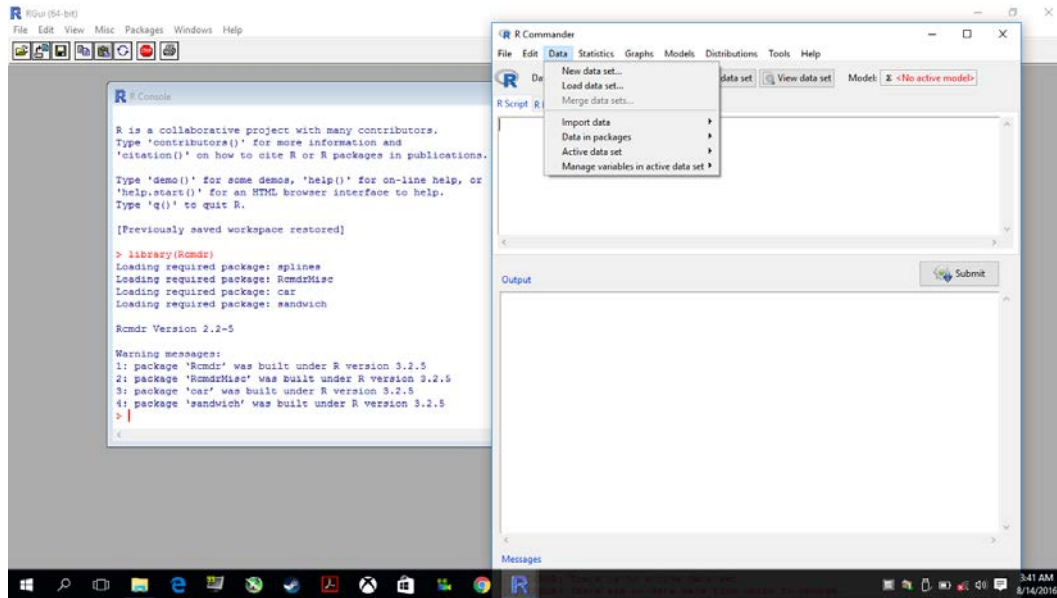 RGui (64-bit)
File Edit View Misc Packages Windows Help
R Console
R is a collaborative project with many contributors.
Type 'contributors()' for more information and
'citation()' on how to cite R or R packages in publications.
Type 'demo()' for some demos, 'help()' for on-line help, or
'help.start()' for an HTML browser interface to help.
Type 'q()' to quit R.
[Previously saved workspace restored]
> library(Rcmdr)
Loading required package: splines
Loading required package: RcmdrMisc
Loading required package: car
Loading required package: sandwich
Rcmdr Version 2.2-5
Warning messages:
1: package 'Rcmdr' was built under R version 3.2.5
2: package 'RcmdrMisc' was built under R version 3.2.5
3: package 'car' was built under R version 3.2.5
4: package 'sandwich' was built under R version 3.2.5
>
R Commander
File Edit Data Statistics Graphs Models Distributions Tools Help
Da
data set View data set Model: Σ <No active model>
R Script R
New data set...
Load data set...
Merge data sets...
Import data
Data in packages
Active data set
Manage variables in active data set
Output
Submit
Messages
3:41 AM
8/14/2016